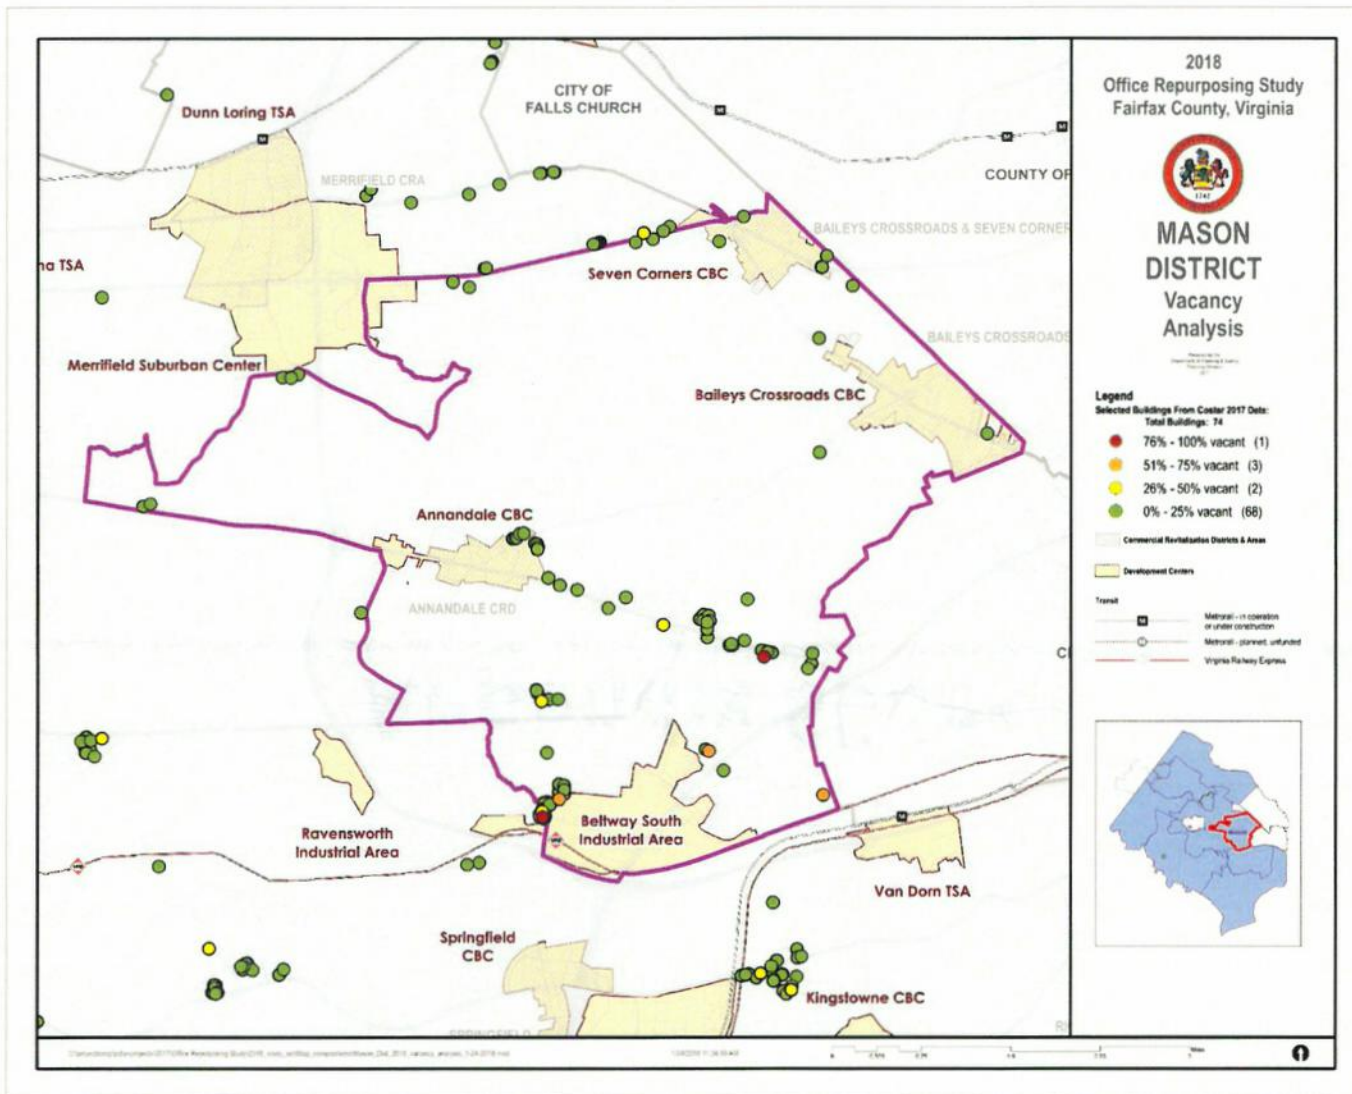 2018
Office Repurposing Study
Fairfax County, Virginia
MASON
DISTRICT
Vacancy
Analysis
Legend
Selected Buildings From Costar 2017 Data:
Total Buildings: 74
76% - 100% vacant (1)
51% - 75% vacant (3)
26% - 50% vacant (2)
0% - 25% vacant (68)
Commercial Revitalization Districts & Areas
Development Centers
Transit
M
Metrorail - in operation
or under construction
Metrorail - planned, unfunded
Virginia Railway Express
CITY OF
FALLS CHURCH
Dunn Loring TSA
MERRIFIELD CRA
COUNTY OF
BAILEYS CROSSROADS & SEVEN CORNER
na TSA
Seven Corners CBC
BAILEYS CROSSROADS
Merrifield Suburban Center
Baileys Crossroads CBC
Annandale CBC
ANNANDALE CRD
CI
Ravensworth
Industrial Area
Beltway South
Industrial Area
Van Dorn TSA
Springfield
CBC
Kingstowne CBC
SPRINGFIELD